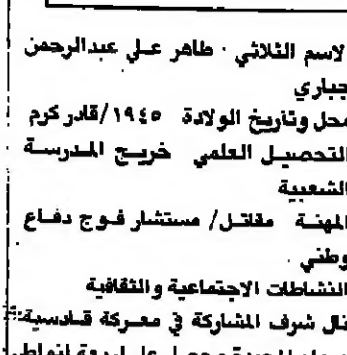 الاسم الثلاثي · طاهر علي عبدالرحمن
جباري
محل وتاريخ الولادة ١٩٤٥/قادر كرم
التحصيل العلمي خريج المدرسة
الشعبية
المهنة مقاتل/ مستشار فوج دفاع
وطني ·
النشاطات الاجتماعية والثقافية
نال شرف المشاركة في معركة قادسية